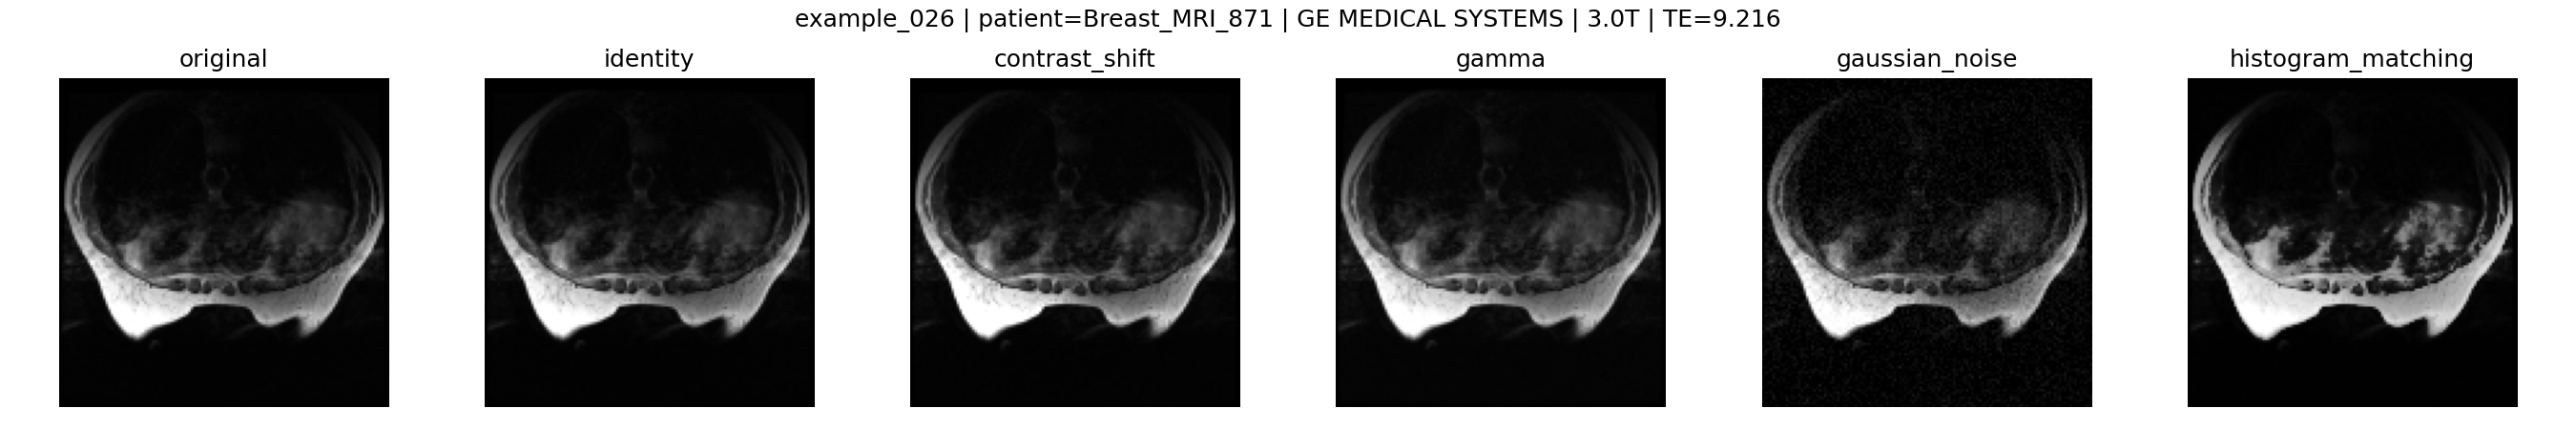 example_026 | patient=Breast_MRI_871 | GE MEDICAL SYSTEMS | 3.0T | TE=9.216
original
identity
contrast_shift
gamma
gaussian_noise
histogram_matching